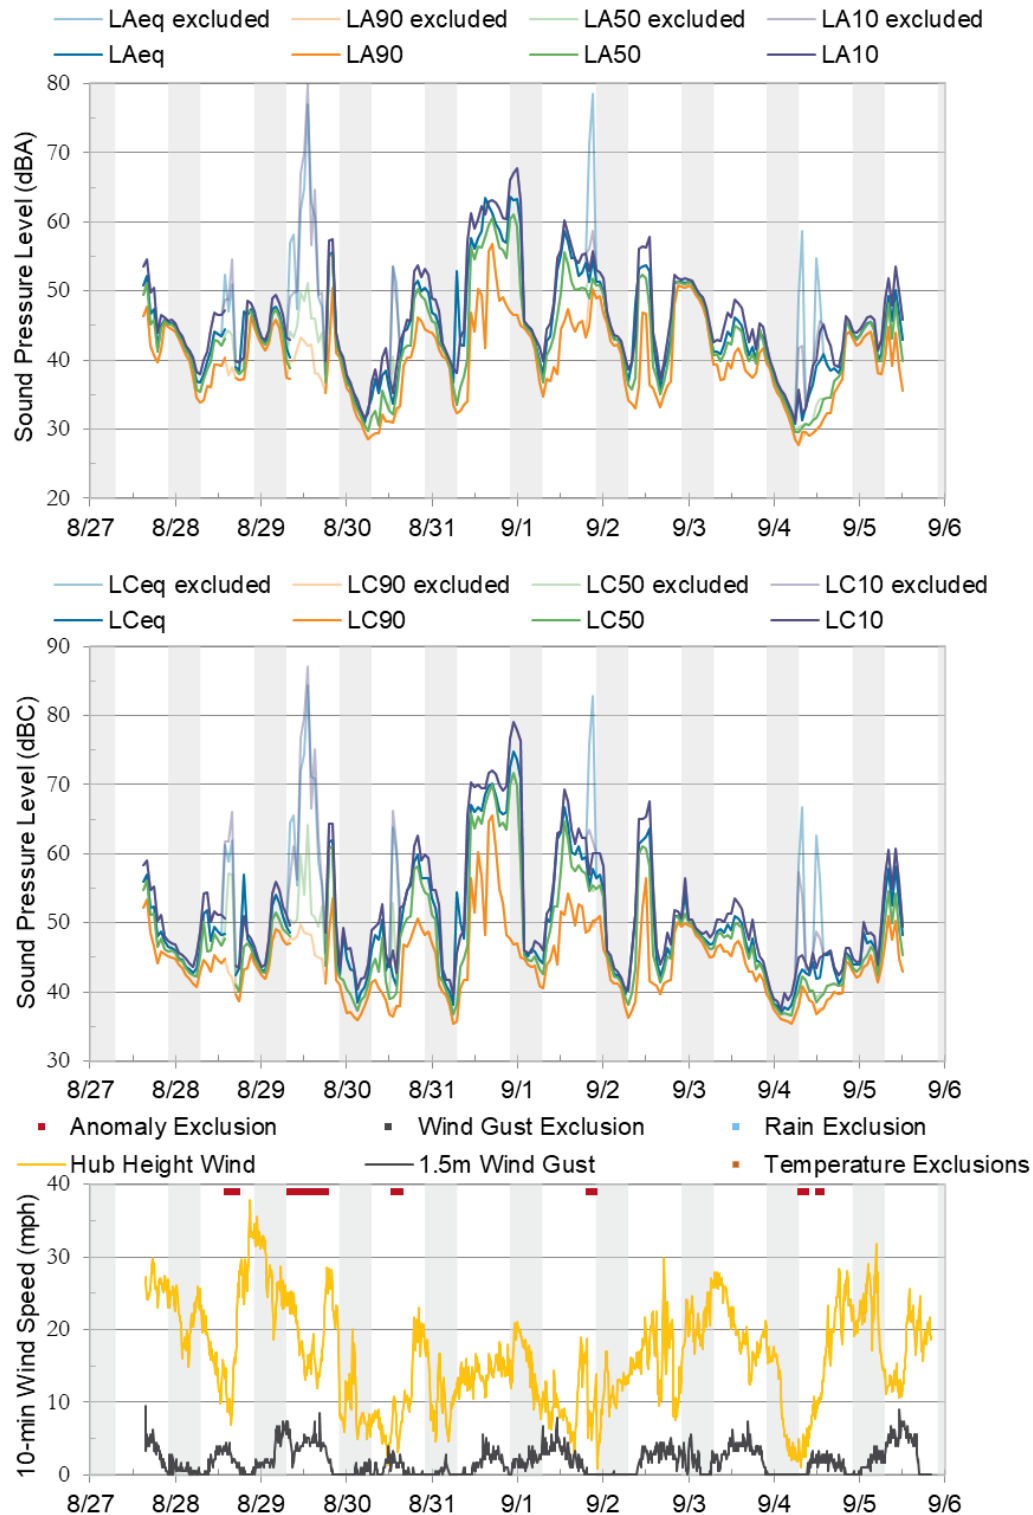 LAeq excluded LA90 excluded LA50 excluded LA10 excluded
LAeq LA90 LA50 LA10
Sound Pressure Level (dBA)
80
70
60
50
40
30
20
8/27 8/28 8/29 8/30 8/31 9/1 9/2 9/3 9/4 9/5 9/6
LCeq excluded LC90 excluded LC50 excluded LC10 excluded
LCeq LC90 LC50 LC10
Sound Pressure Level (dBC)
90
80
70
60
50
40
30
8/27 8/28 8/29 8/30 8/31 9/1 9/2 9/3 9/4 9/5 9/6
Anomaly Exclusion Wind Gust Exclusion Rain Exclusion
Hub Height Wind 1.5m Wind Gust Temperature Exclusions
10-min Wind Speed (mph)
40
30
20
10
0
8/27 8/28 8/29 8/30 8/31 9/1 9/2 9/3 9/4 9/5 9/6